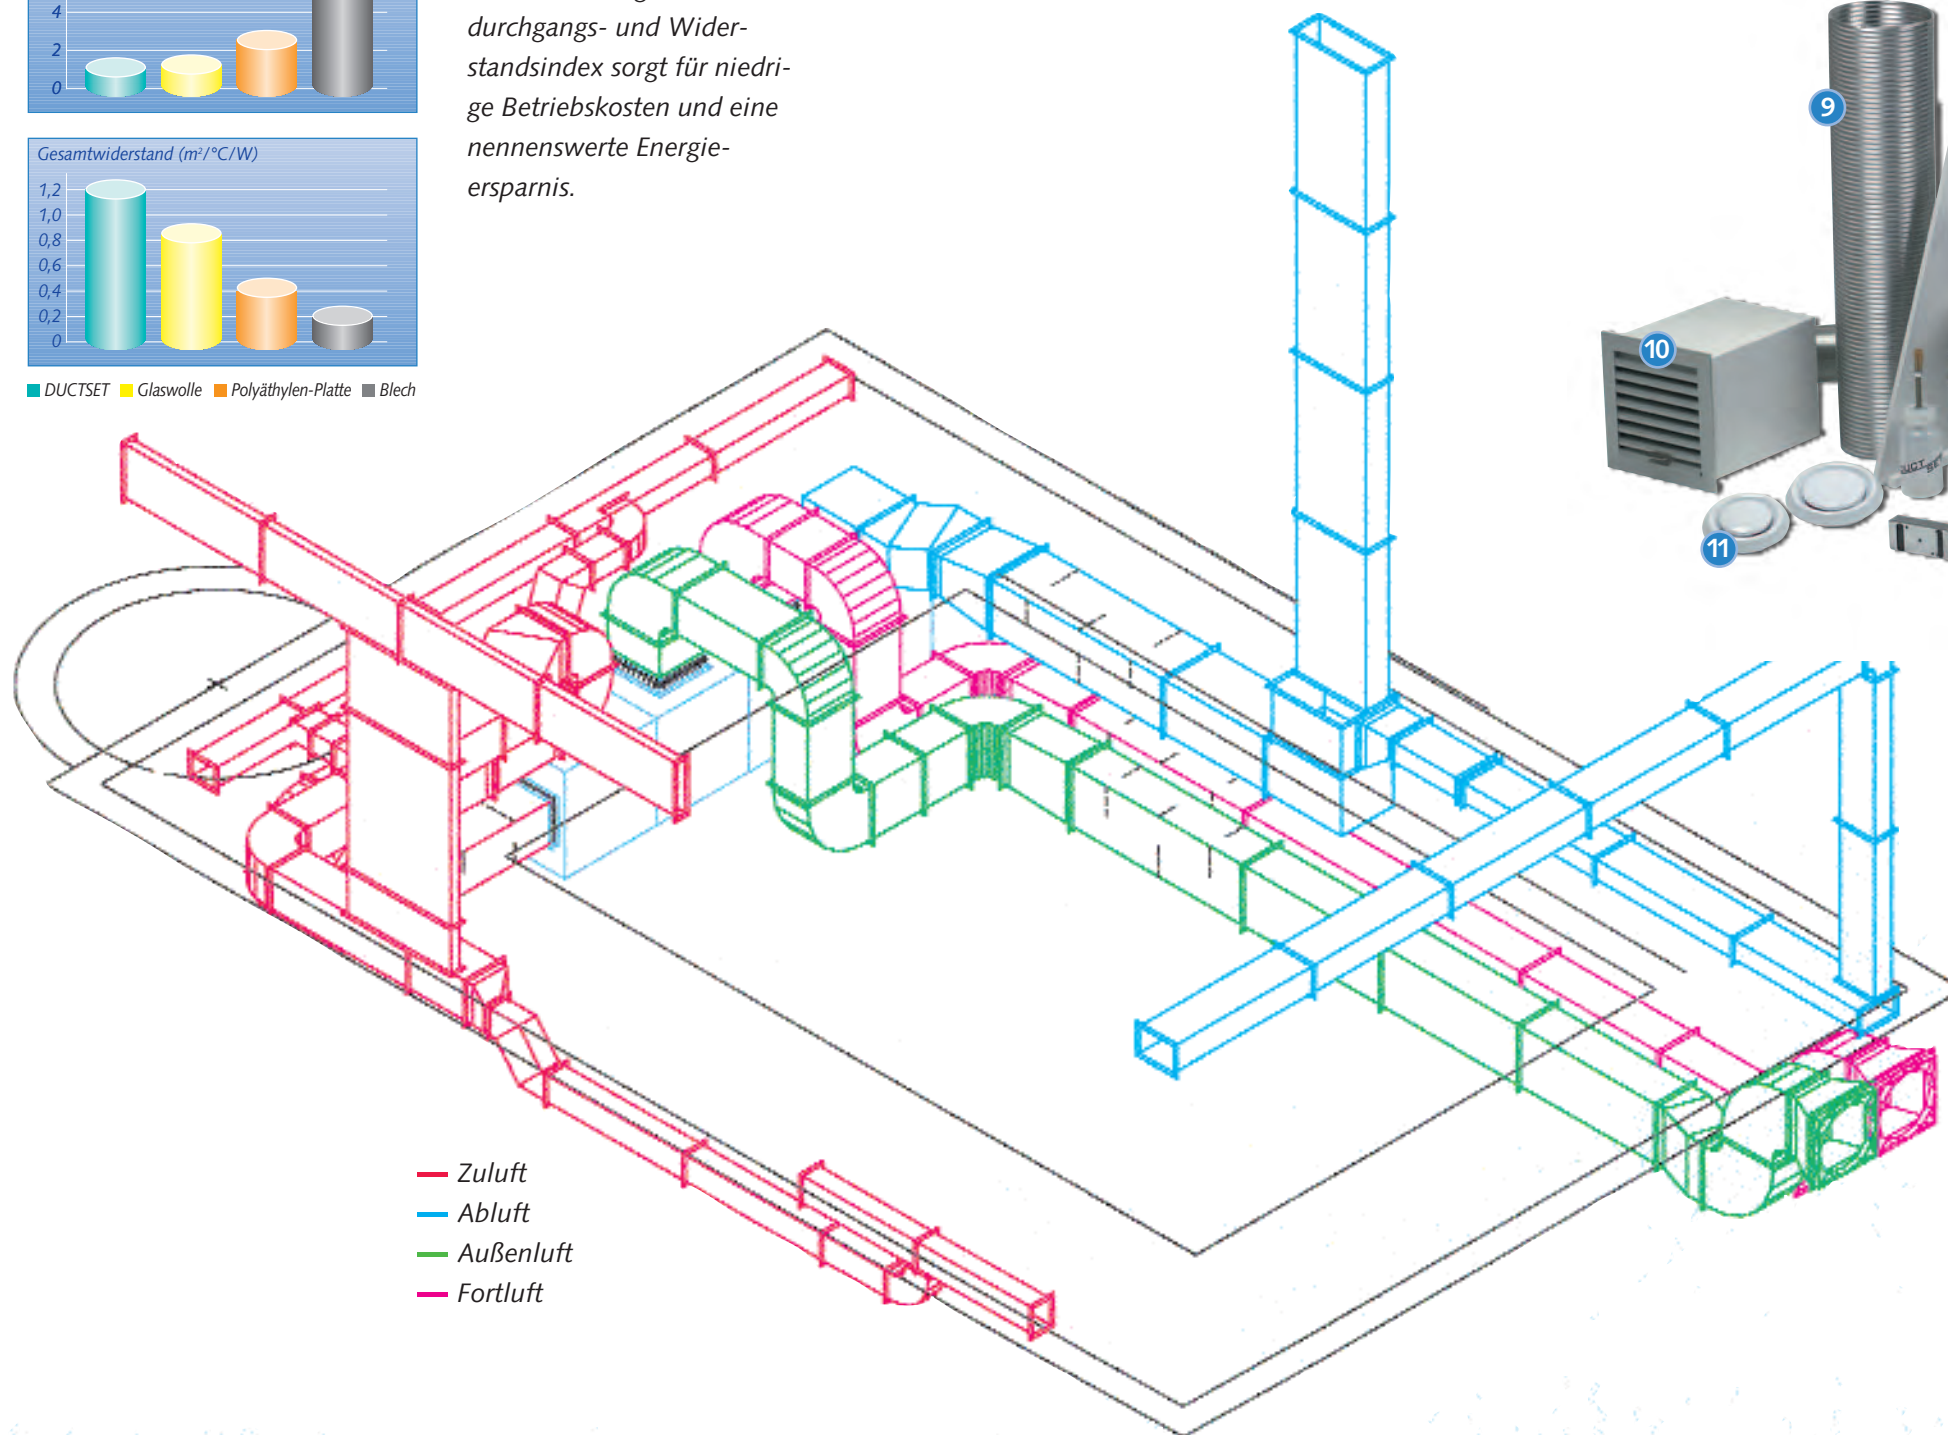 4
2
0
Gesamtwiderstand (m²/°C/W)
1,2
1,0
0,8
0,6
0,4
0,2
0
DUCTSET Glaswolle Polyäthylen-Platte Blech
durchgangs- und Wider-
standsindex sorgt für niedri-
ge Betriebskosten und eine
nennenswerte Energie-
ersparnis.
9
10
11
Zuluft
Abluft
Außenluft
Fortluft